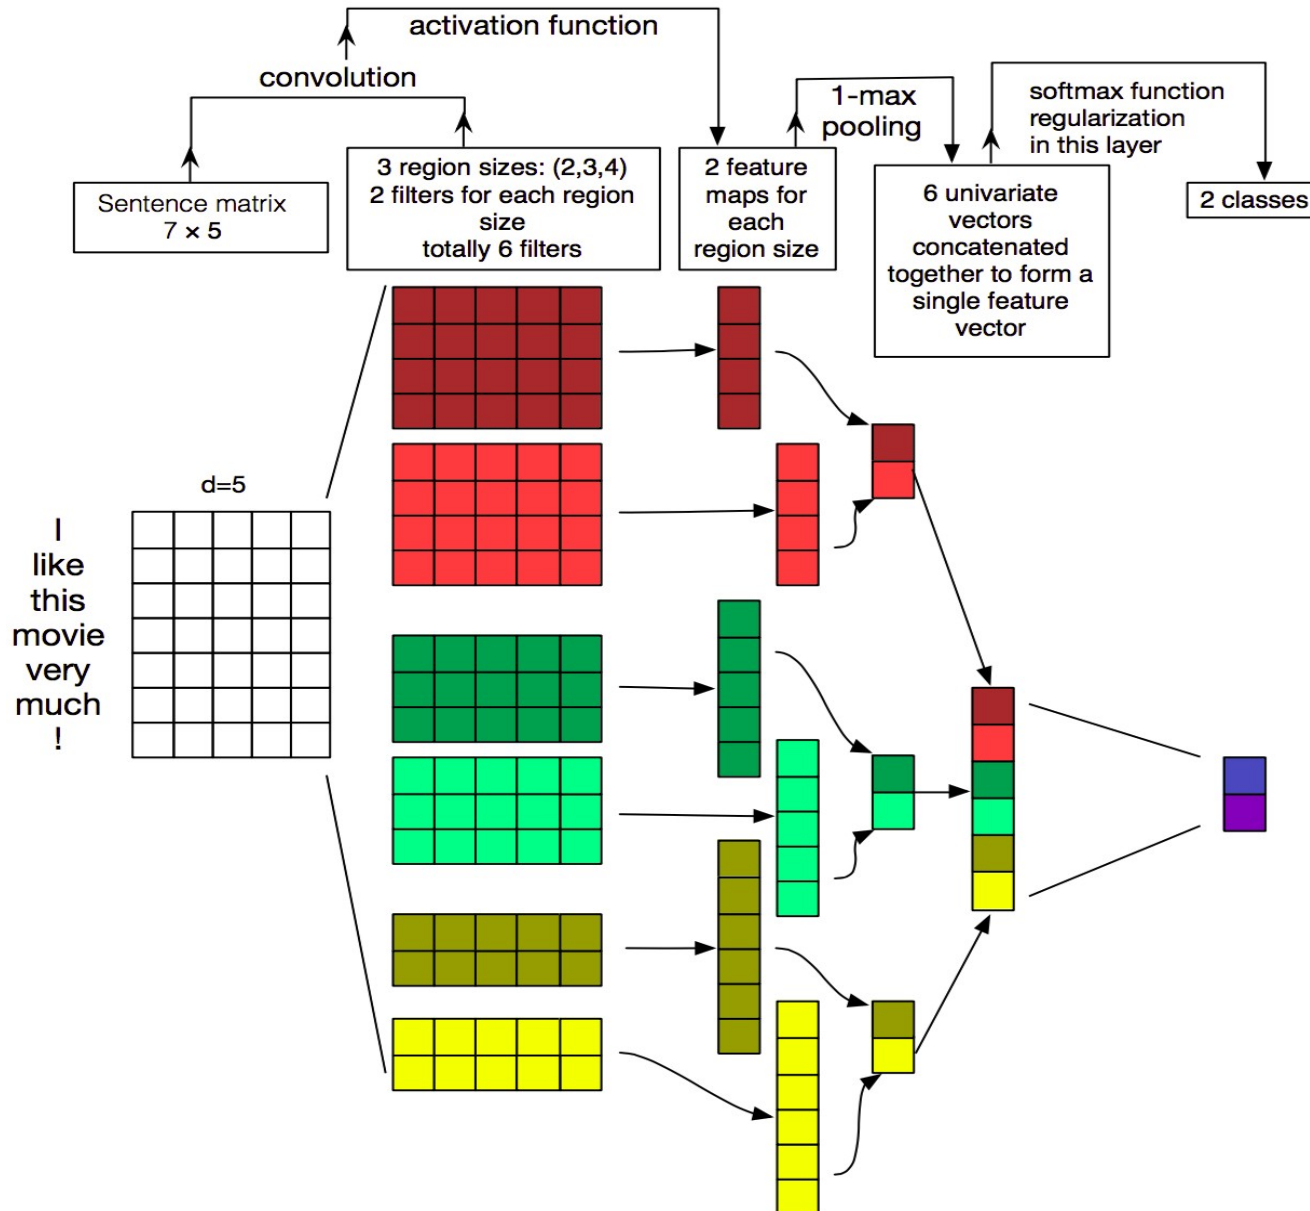 activation function
convolution
1-max
pooling
softmax function
regularization
in this layer
Sentence matrix
7 × 5
3 region sizes: (2,3,4)
2 filters for each region
size
totally 6 filters
2 feature
maps for
each
region size
6 univariate
vectors
concatenated
together to form a
single feature
vector
2 classes
d=5
I
like
this
movie
very
much
!